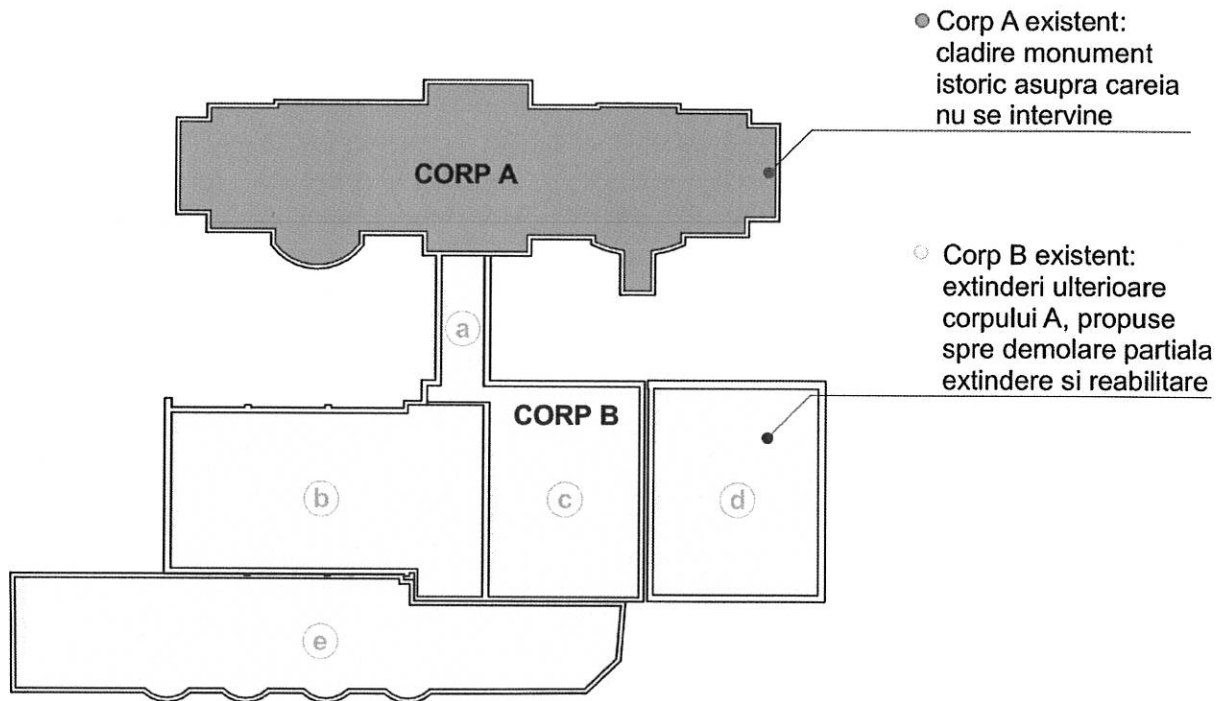 Corp A existent:
cladire monument
istoric asupra careia
nu se intervine
CORP A
Corp B existent:
extinderi ulterioare
corpului A, propuse
spre demolare partiala
extindere si reabilitare
a
CORP B
b
c
d
e